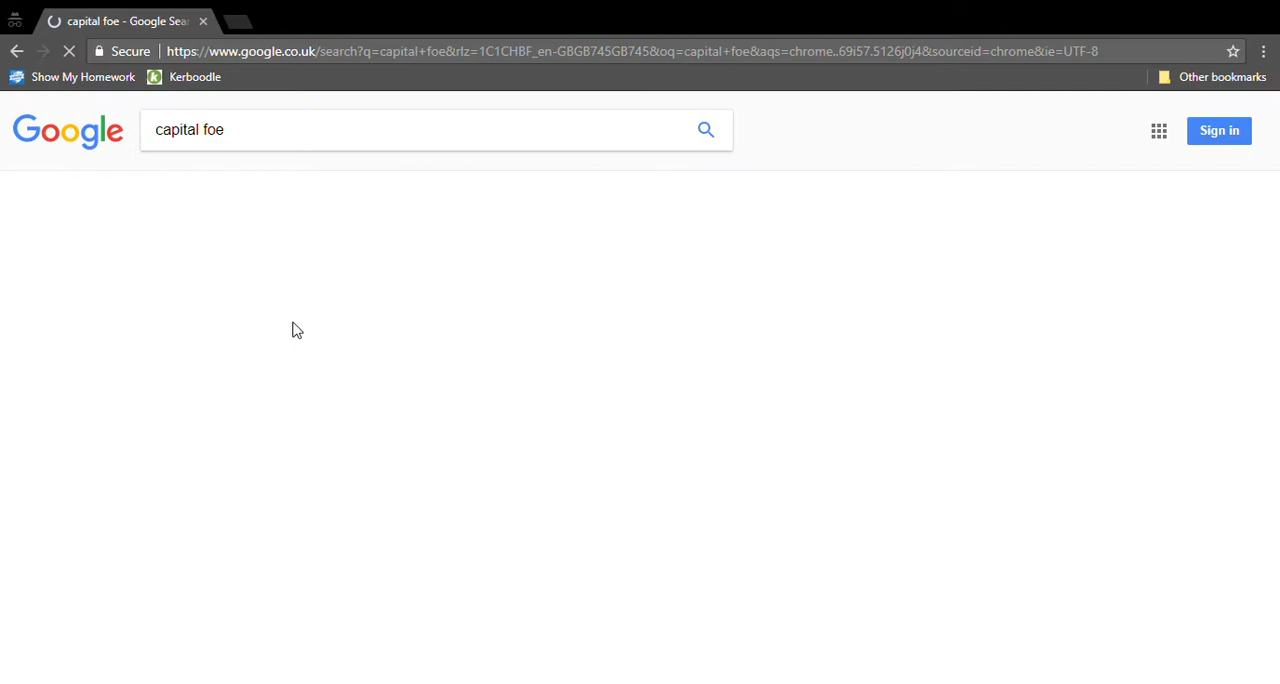 capital foe - Google Sea
Secure https://www.google.co.uk/search?q=capital+foe&rlz=1C1CHBF_en-GBGB745GB745&oq=capital+foe&aqs=chrome..69i57.5126j0j4&sourceid=chrome&ie=UTF-8
Show My Homework k Kerboodle Other bookmarks
Google capital foe Sign in